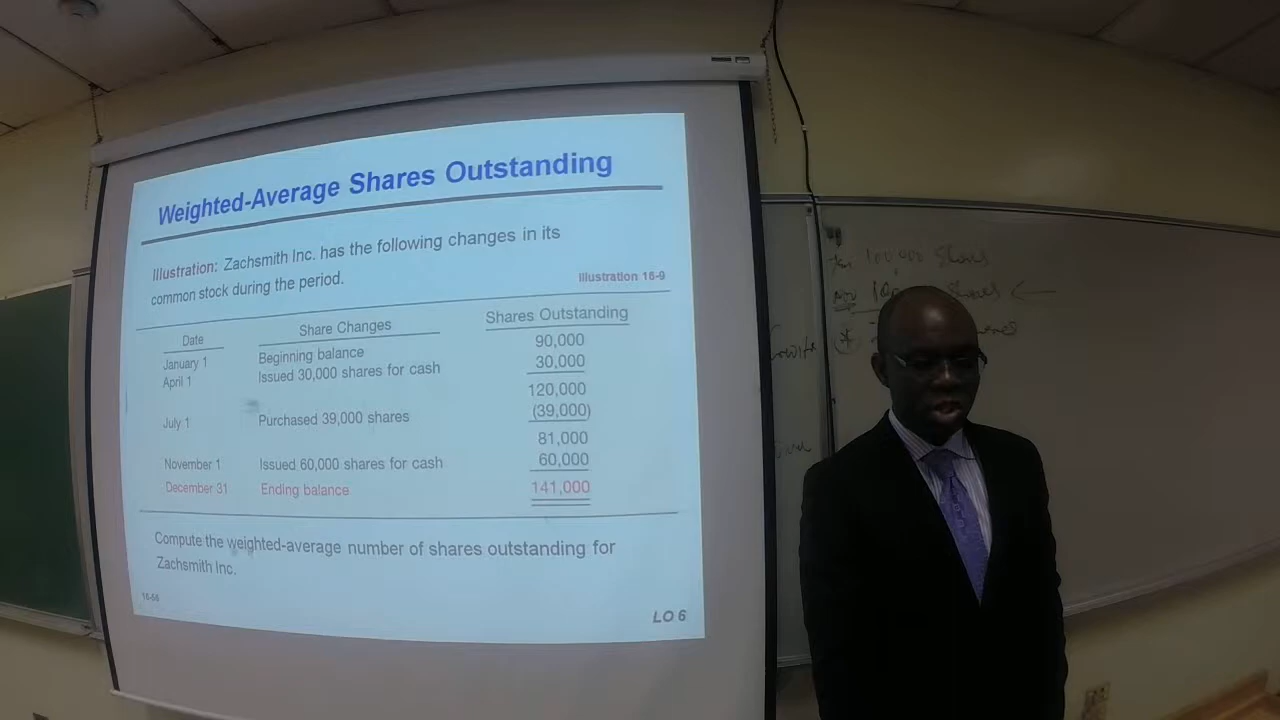 Weighted-Average Shares Outstanding
Illustration: Zachsmith Inc. has the following changes in its
common stock during the period.
Illustration 16-9
Date Share Changes Shares Outstanding
January 1 Beginning balance 90,000
April 1 Issued 30,000 shares for cash 30,000
120,000
July 1 Purchased 39,000 shares (39,000)
81,000
November 1 Issued 60,000 shares for cash 60,000
December 31 Ending balance 141,000
Compute the weighted-average number of shares outstanding for
Zachsmith Inc.
LO 6
100,000 Shares